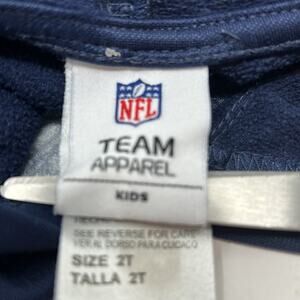 NFL
TEAM
APPAREL
KIDS
SEE REVERSE FOR CARE
VER AL DORSO PARA CUIDADO
SIZE 2T
TALLA 2T